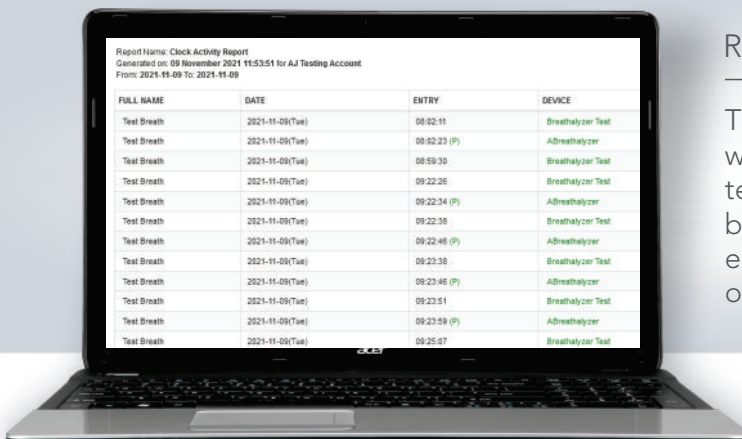 Report Name: Clock Activity Report
Generated on: 09 November 2021 11:53:51 for AJ Testing Account
From: 2021-11-09 To: 2021-11-09
FULL NAME DATE ENTRY DEVICE
Test Breath 2021-11-09(Tue) 08:02:11 Breathalyzer Test
Test Breath 2021-11-09(Tue) 08:02:23 (P) ABreathalyzer
Test Breath 2021-11-09(Tue) 08:59:30 Breathalyzer Test
Test Breath 2021-11-09(Tue) 09:22:26 Breathalyzer Test
Test Breath 2021-11-09(Tue) 09:22:34 (P) ABreathalyzer
Test Breath 2021-11-09(Tue) 09:22:38 Breathalyzer Test
Test Breath 2021-11-09(Tue) 09:22:46 (P) ABreathalyzer
Test Breath 2021-11-09(Tue) 09:23:38 Breathalyzer Test
Test Breath 2021-11-09(Tue) 09:23:46 (P) ABreathalyzer
Test Breath 2021-11-09(Tue) 09:23:51 Breathalyzer Test
Test Breath 2021-11-09(Tue) 09:23:59 (P) ABreathalyzer
Test Breath 2021-11-09(Tue) 09:25:07 Breathalyzer Test
acer